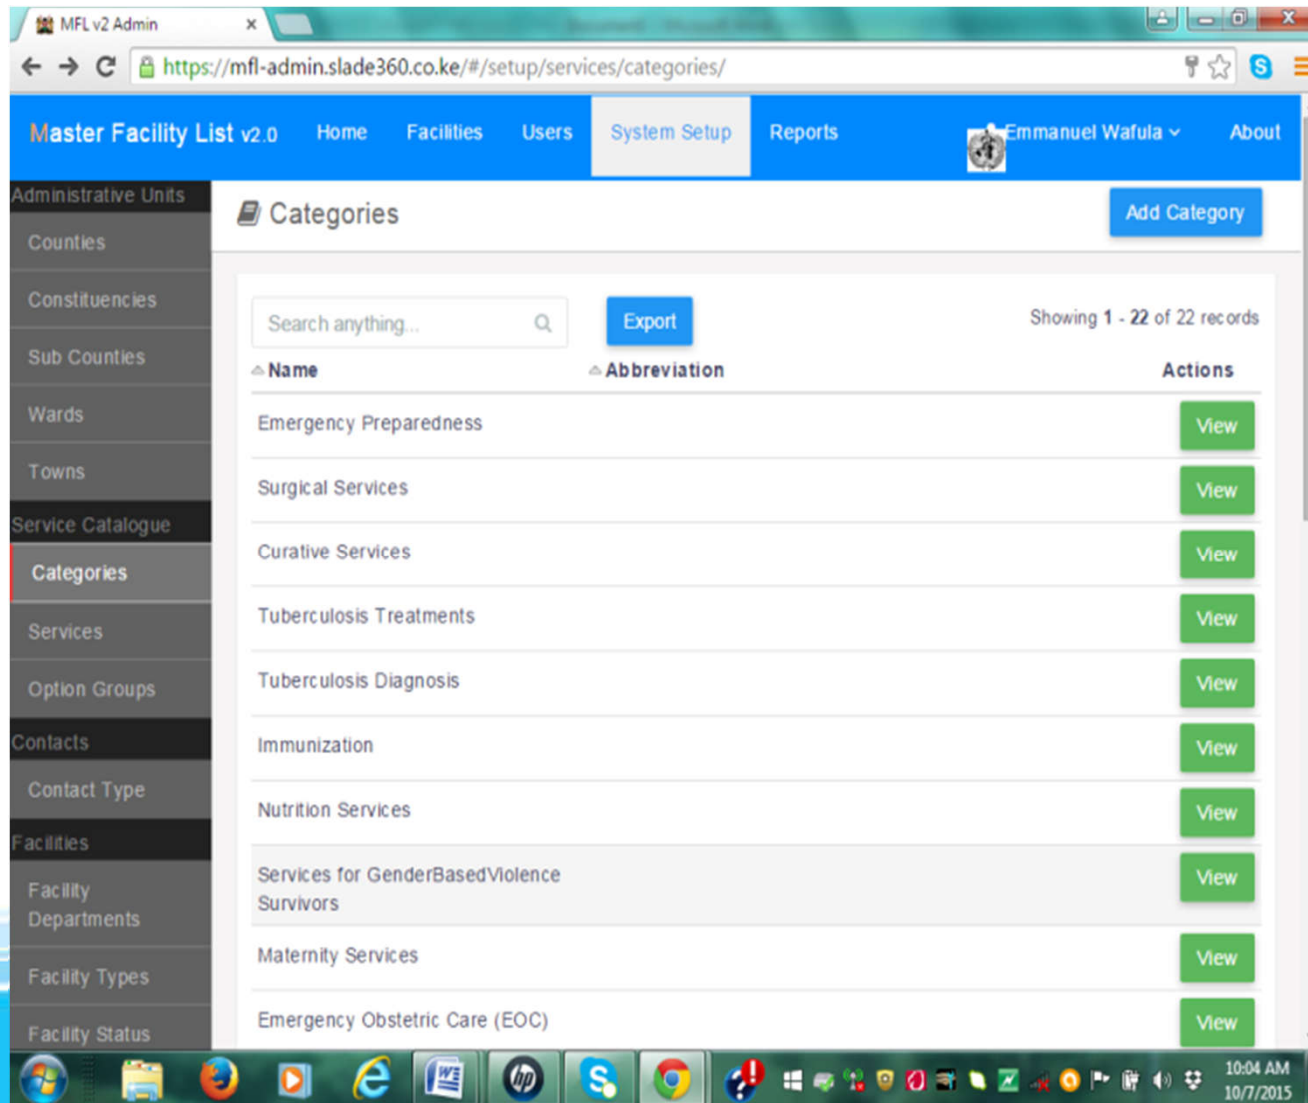 MFL v2 Admin
https://mfl-admin.slade360.co.ke/#/setup/services/categories/
Master Facility List v2.0 Home Facilities Users System Setup Reports Emmanuel Wafula About
Administrative Units
Counties
Constituencies
Sub Counties
Wards
Towns
Service Catalogue
Categories
Services
Option Groups
Contacts
Contact Type
Facilities
Facility
Departments
Facility Types
Facility Status
Categories Add Category
Search anything... Export Showing 1 - 22 of 22 records
Name Abbreviation Actions
Emergency Preparedness View
Surgical Services View
Curative Services View
Tuberculosis Treatments View
Tuberculosis Diagnosis View
Immunization View
Nutrition Services View
Services for GenderBasedViolence View
Survivors
Maternity Services View
Emergency Obstetric Care (EOC) View
10:04 AM
10/7/2015